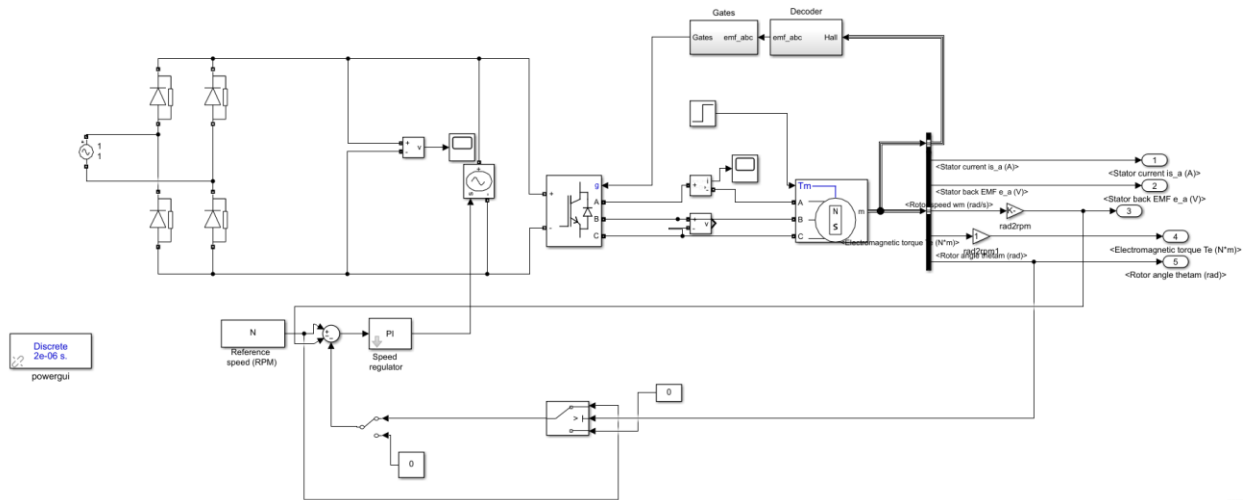 Gates
Decoder
Gates
emf_abc
emf_abc
Hall
1
1
+
-
v
+
s
+
-
g
A
B
C
+
-
i
+
-
v
Tm
A
B
C
N
S
m
<Stator current is_a (A)>
<Stator back EMF e_a (V)>
<Rotor speed wm (rad/s)>
<Electromagnetic torque Te (N*m)>
<Rotor angle thetam (rad)>
K-
rad2rpm
1
rad2rpm1
1
<Stator current is_a (A)>
2
<Stator back EMF e_a (V)>
3
4
<Electromagnetic torque Te (N*m)>
5
<Rotor angle thetam (rad)>
N
Reference
speed (RPM)
+
-
-
PI
Speed
regulator
Discrete
2e-06 s.
powergui
>
0
0